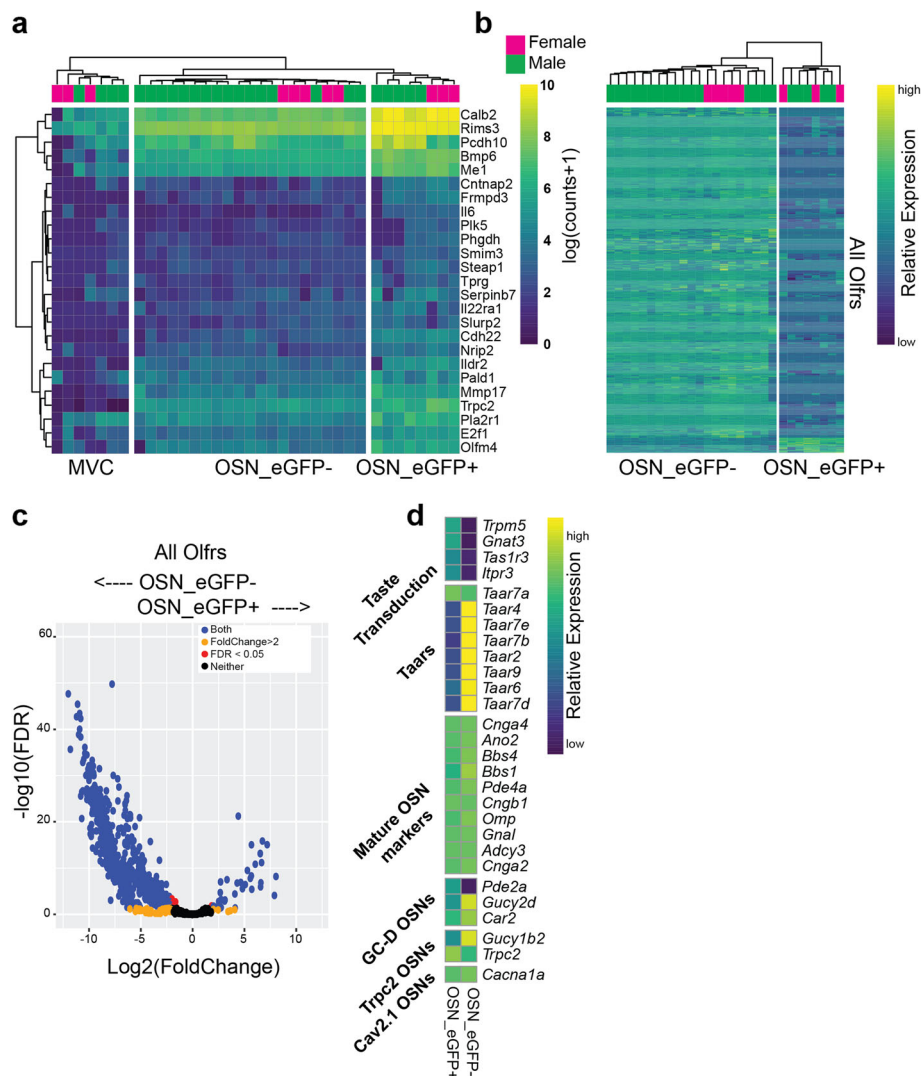 a
Female
Male
10
8
6
4
2
0
log(counts+1)
Calb2
Rims3
Pcdh10
Bmp6
Me1
Cntnap2
Frmpd3
Il6
Plk5
Phgdh
Smim3
Steap1
Tprg
Serpinb7
Il22ra1
Slurp2
Cdh22
Nrip2
Ildr2
Pald1
Mmp17
Trpc2
Pla2r1
E2f1
Olfm4
MVC
OSN_eGFP-
OSN_eGFP+
b
high
Relative Expression
low
All Olfrs
OSN_eGFP-
OSN_eGFP+
c
All Olfrs
<---- OSN_eGFP-
OSN_eGFP+ ---->
Both
FoldChange>2
FDR < 0.05
Neither
60
40
20
0
-log10(FDR)
-10
-5
0
5
10
Log2(FoldChange)
d
Taste
Transduction
Trpm5
Gnat3
Tas1r3
Itpr3
Taars
Taar7a
Taar4
Taar7e
Taar7b
Taar2
Taar9
Taar6
Taar7d
Mature OSN
markers
Cnga4
Ano2
Bbs4
Bbs1
Pde4a
Cngb1
Omp
Gnal
Adcy3
Cnga2
GC-D OSNs
Pde2a
Gucy2d
Car2
Trpc2 OSNs
Gucy1b2
Trpc2
Cav2.1 OSNs
Cacna1a
OSN_eGFP+
OSN_eGFP-
high
Relative Expression
low